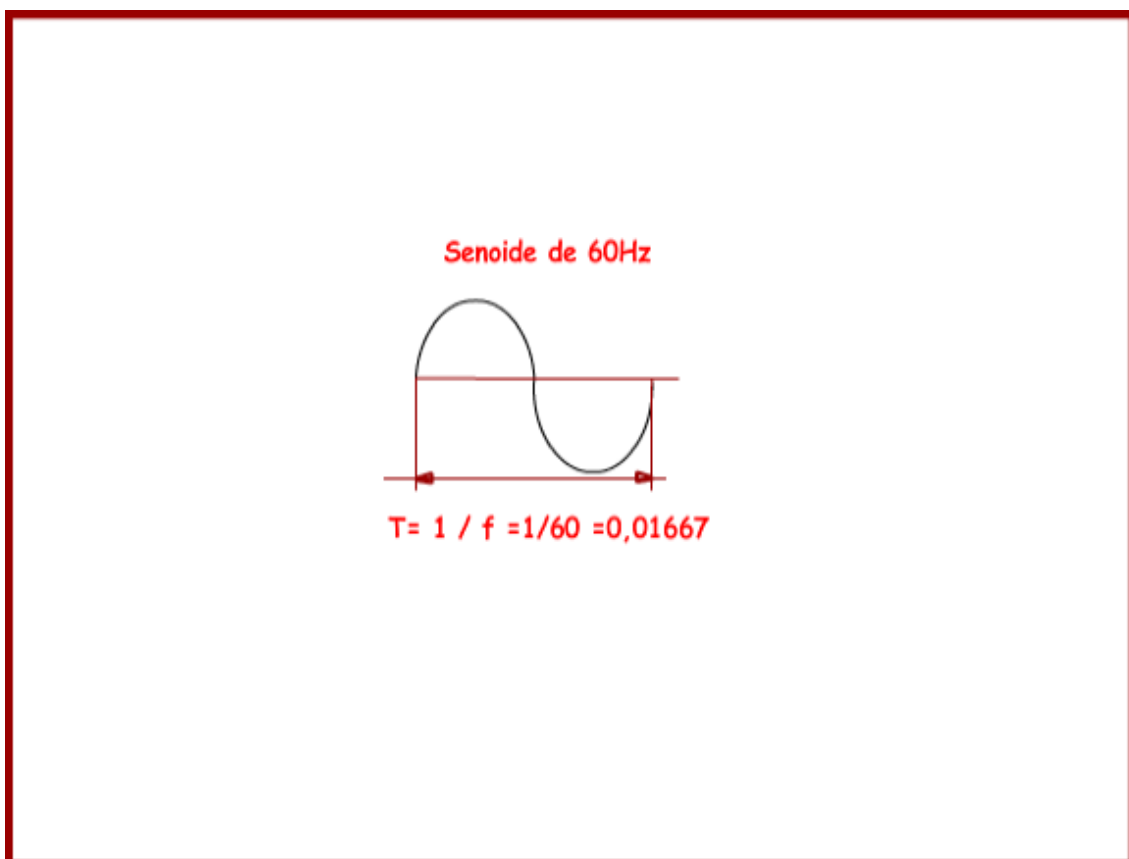 Senoide de 60Hz
T= 1 / f =1/60 =0,01667